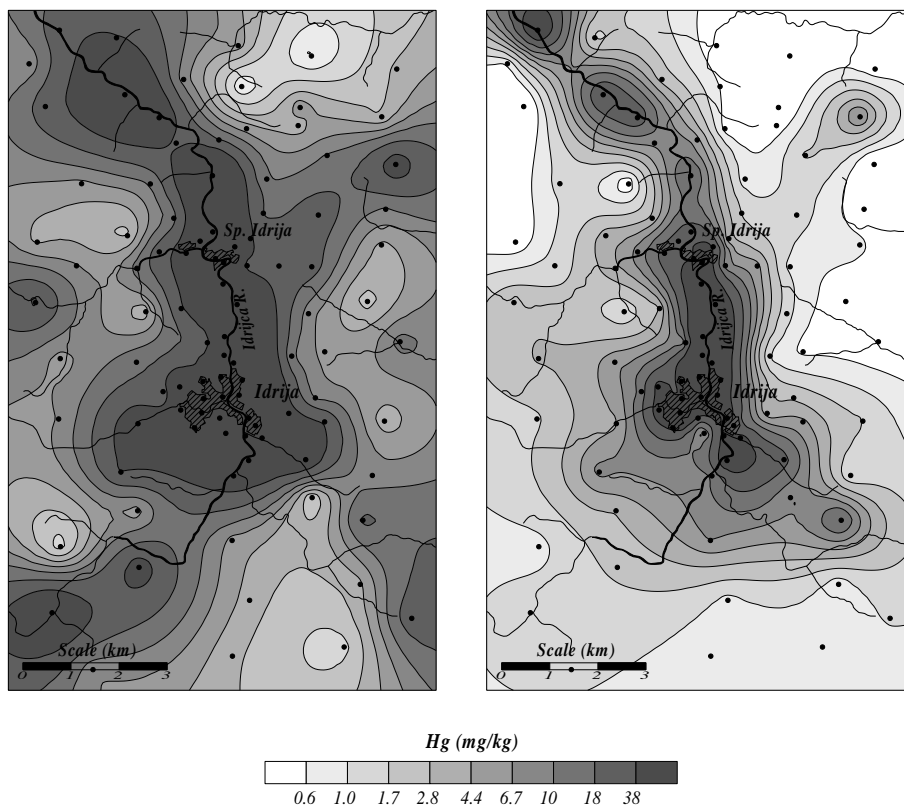 Sp. Idrija
Idrijca R.
Idrija
Scale (km)
0 1 2 3
Sp. Idrija
Idrijca R.
Idrija
Scale (km)
0 1 2 3
Hg (mg/kg)
0.6 1.0 1.7 2.8 4.4 6.7 10 18 38